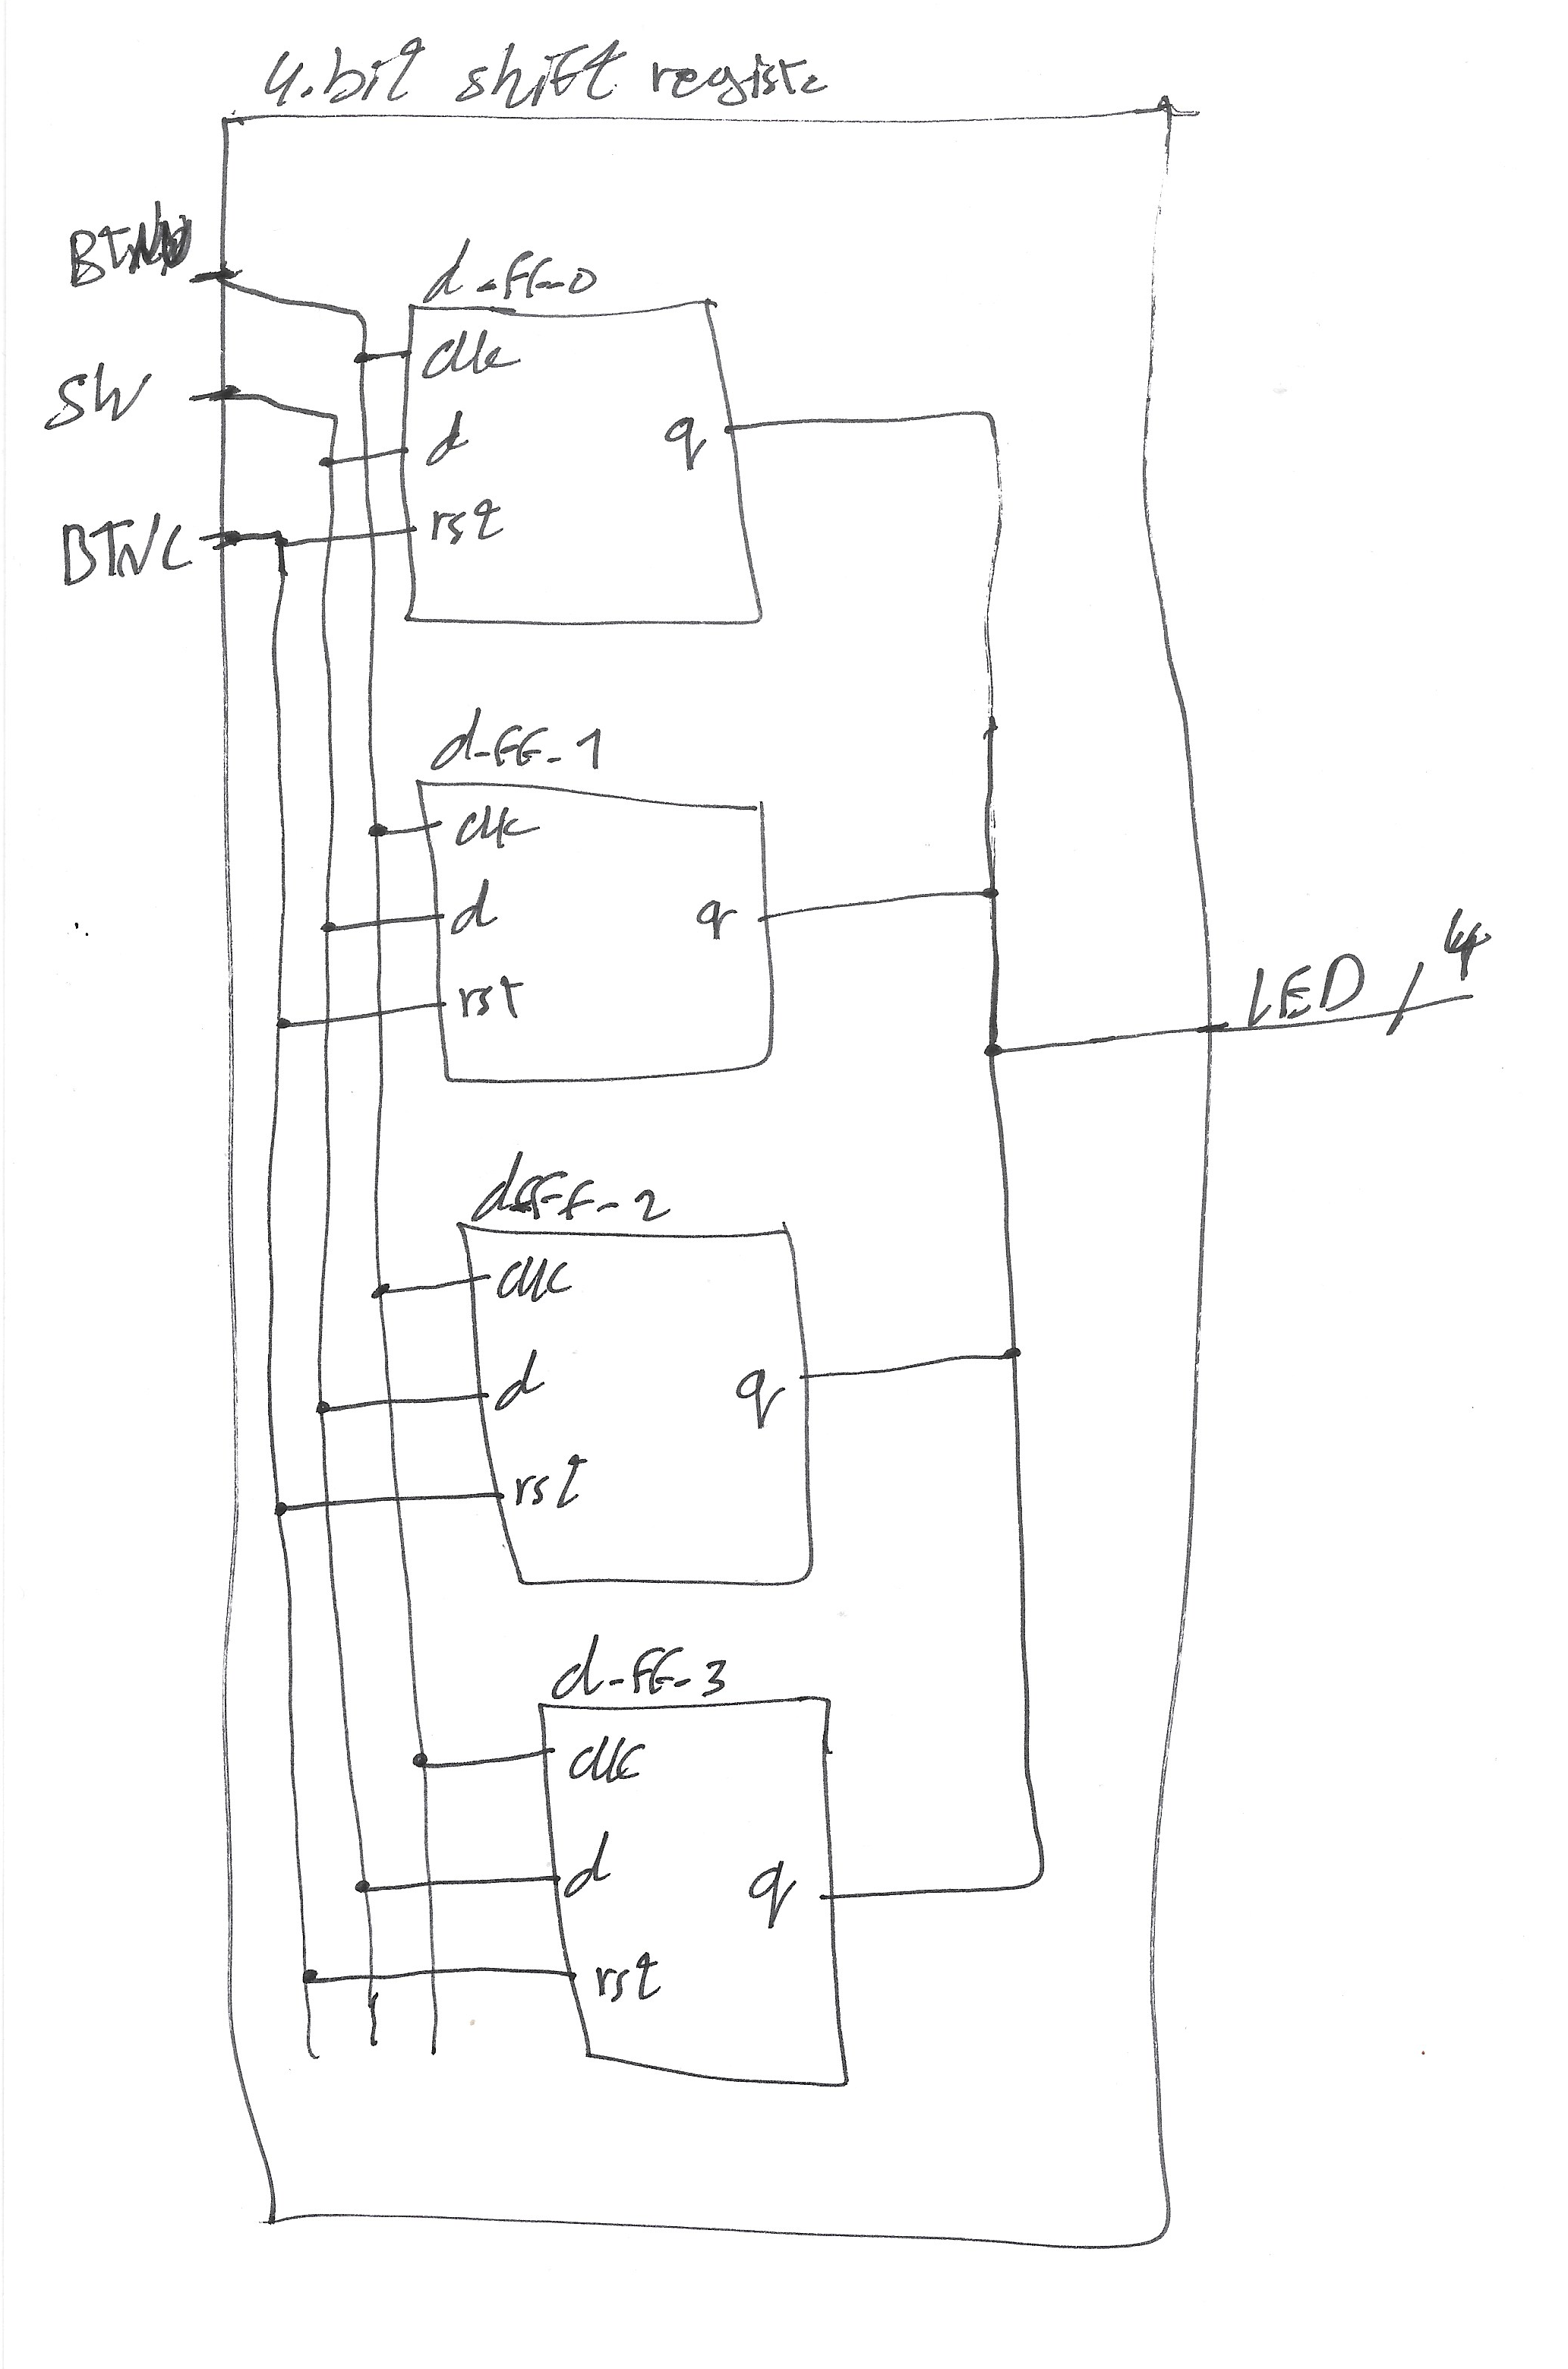 4.bit shift registe
BTNU
d-ff-0
clk
SW
d
q
BTNC
rst
d-ff-1
clk
d
q
rst
LED / 4
dff-2
clk
d
q
rst
d-ff-3
clk
d
q
rst